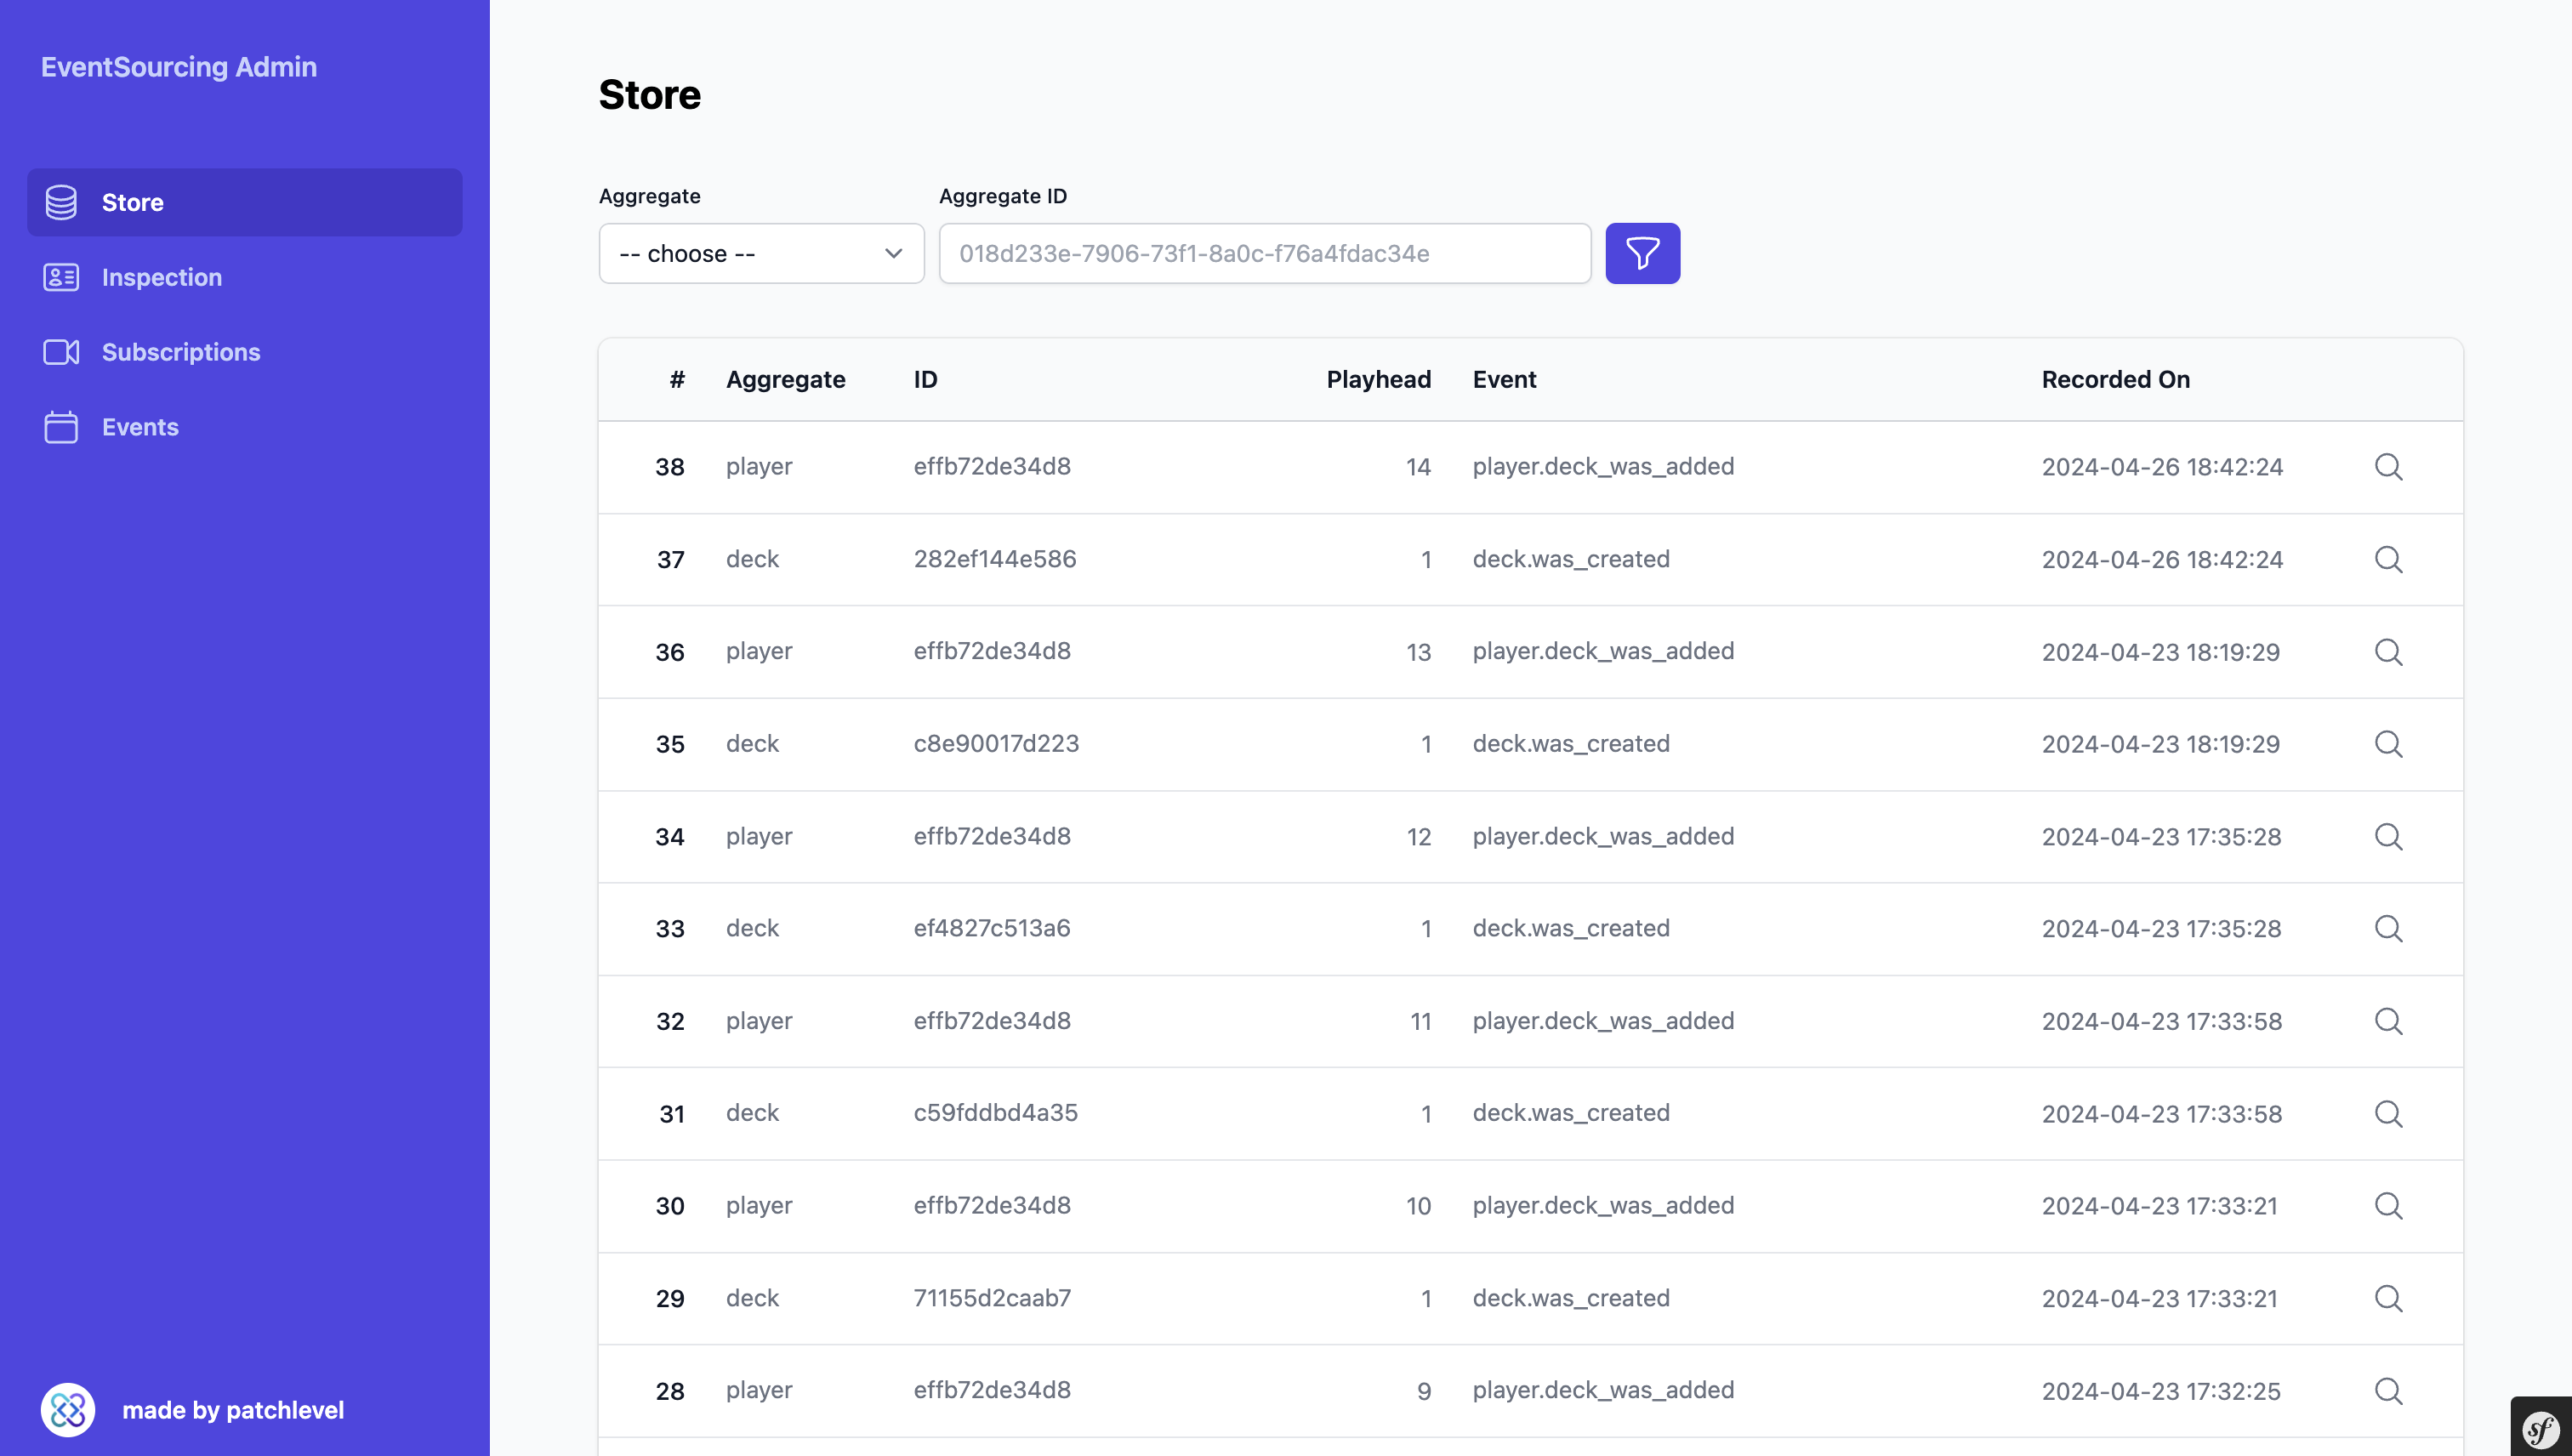 EventSourcing Admin
Store
Inspection
Subscriptions
Events
made by patchlevel
Store
Aggregate Aggregate ID
-- choose -- 018d233e-7906-73f1-8a0c-f76a4fdac34e
# Aggregate ID Playhead Event Recorded On
38 player effb72de34d8 14 player.deck_was_added 2024-04-26 18:42:24
37 deck 282ef144e586 1 deck.was_created 2024-04-26 18:42:24
36 player effb72de34d8 13 player.deck_was_added 2024-04-23 18:19:29
35 deck c8e90017d223 1 deck.was_created 2024-04-23 18:19:29
34 player effb72de34d8 12 player.deck_was_added 2024-04-23 17:35:28
33 deck ef4827c513a6 1 deck.was_created 2024-04-23 17:35:28
32 player effb72de34d8 11 player.deck_was_added 2024-04-23 17:33:58
31 deck c59fddbd4a35 1 deck.was_created 2024-04-23 17:33:58
30 player effb72de34d8 10 player.deck_was_added 2024-04-23 17:33:21
29 deck 71155d2caab7 1 deck.was_created 2024-04-23 17:33:21
28 player effb72de34d8 9 player.deck_was_added 2024-04-23 17:32:25
sf